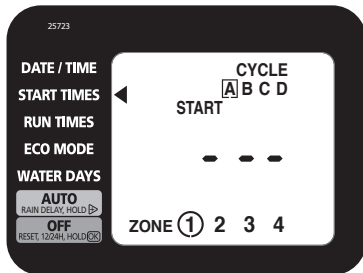 25723
DATE / TIME
START TIMES
RUN TIMES
ECO MODE
WATER DAYS
AUTO
RAIN DELAY, HOLD
OFF
RESET, 12/24H, HOLD OK
CYCLE
A B C D
START
- - -
ZONE 1 2 3 4